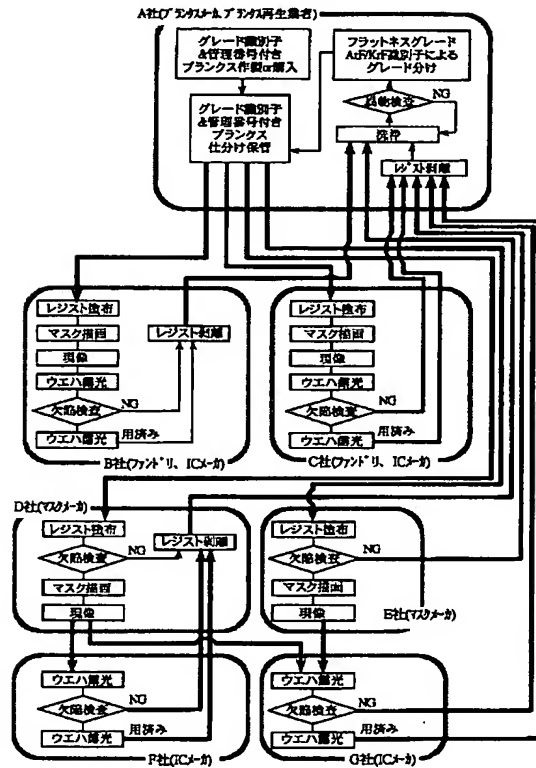 A社(ブランクスメーカ、ブランクス再生業者)
グレード識別子
&管理番号付き
ブランクス作製or購入
フラットネスグレード
ArF/KrF識別子による
グレード分け
グレード識別子
&管理番号付き
ブランクス
仕分け保管
異物検査
NG
洗浄
レジスト剥離
レジスト塗布
マスク描画
現像
ウエハ露光
欠陥検査
NG
ウエハ露光
用済み
レジスト剥離
B社(ファンドリ、ICメーカ)
レジスト塗布
マスク描画
現像
ウエハ露光
欠陥検査
NG
ウエハ露光
用済み
C社(ファンドリ、ICメーカ)
D社(マスクメーカ)
レジスト塗布
欠陥検査
NG
レジスト剥離
マスク描画
現像
レジスト塗布
欠陥検査
NG
マスク描画
現像
E社(マスクメーカ)
ウエハ露光
欠陥検査
NG
ウエハ露光
用済み
F社(ICメーカ)
ウエハ露光
欠陥検査
NG
ウエハ露光
用済み
G社(ICメーカ)